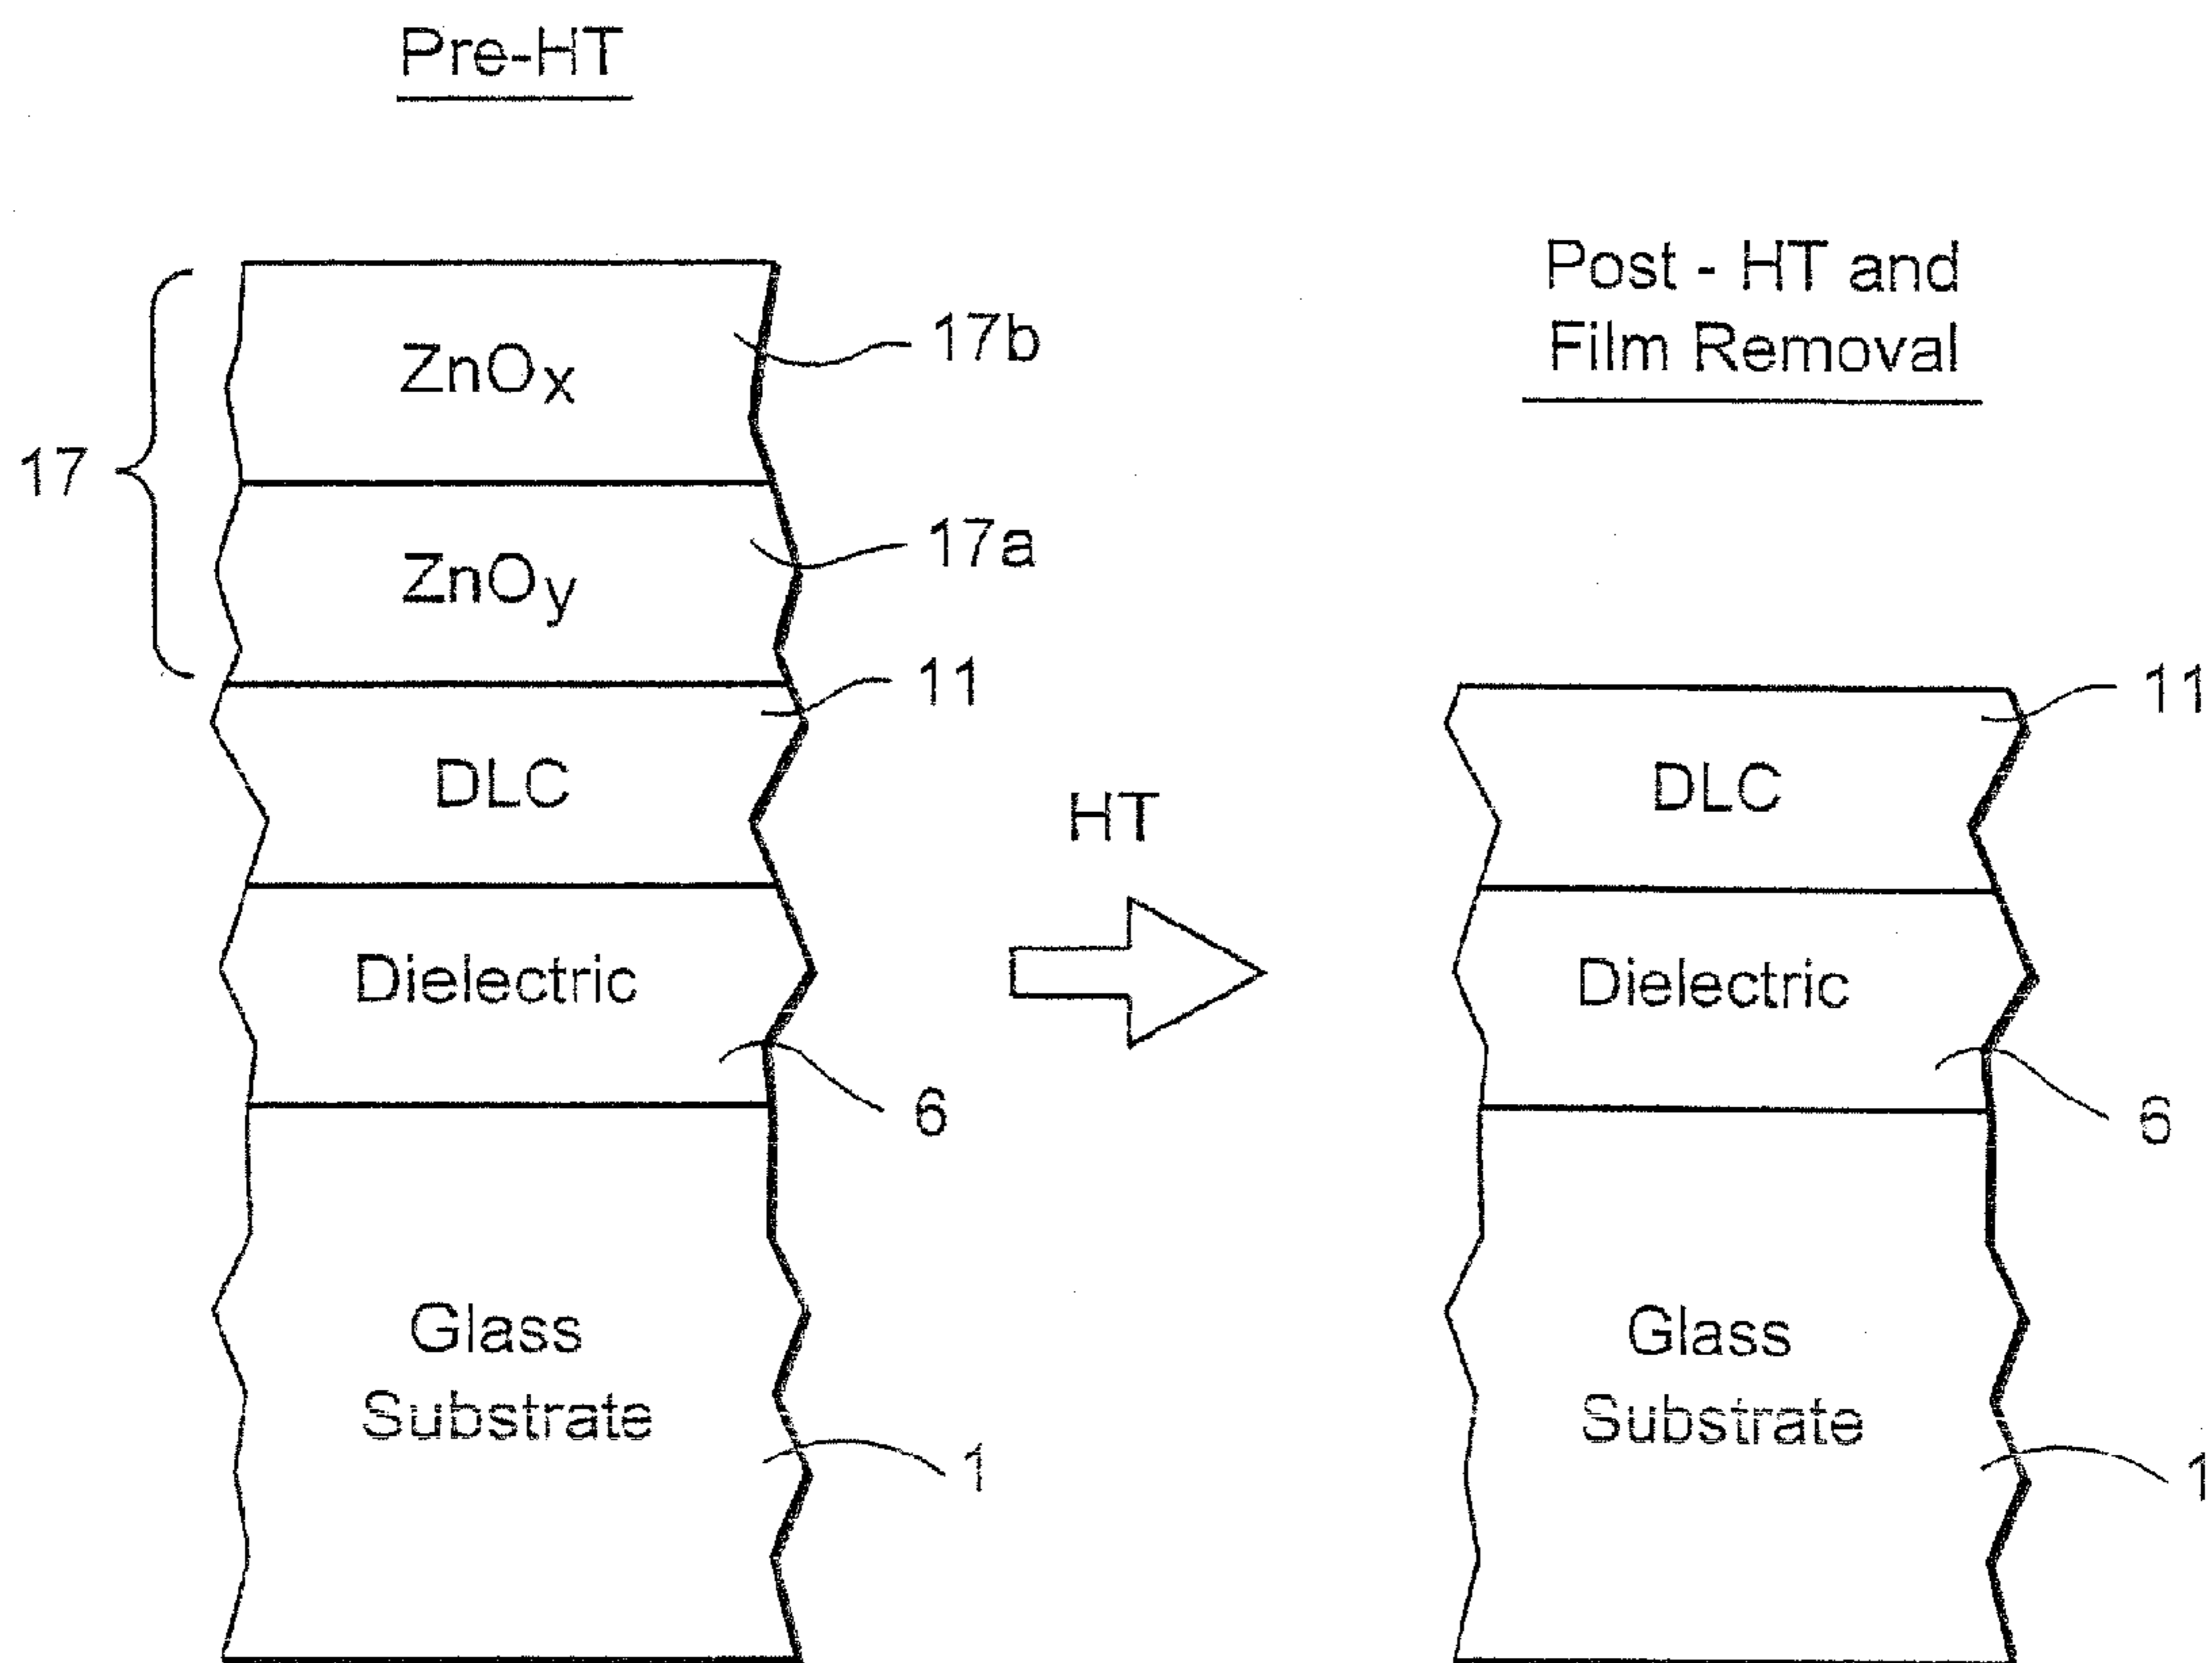 Pre-HT
17
ZnOx
17b
ZnOy
17a
11
DLC
Dielectric
6
Glass
Substrate
1
HT
Post - HT and
Film Removal
11
DLC
Dielectric
6
Glass
Substrate
1